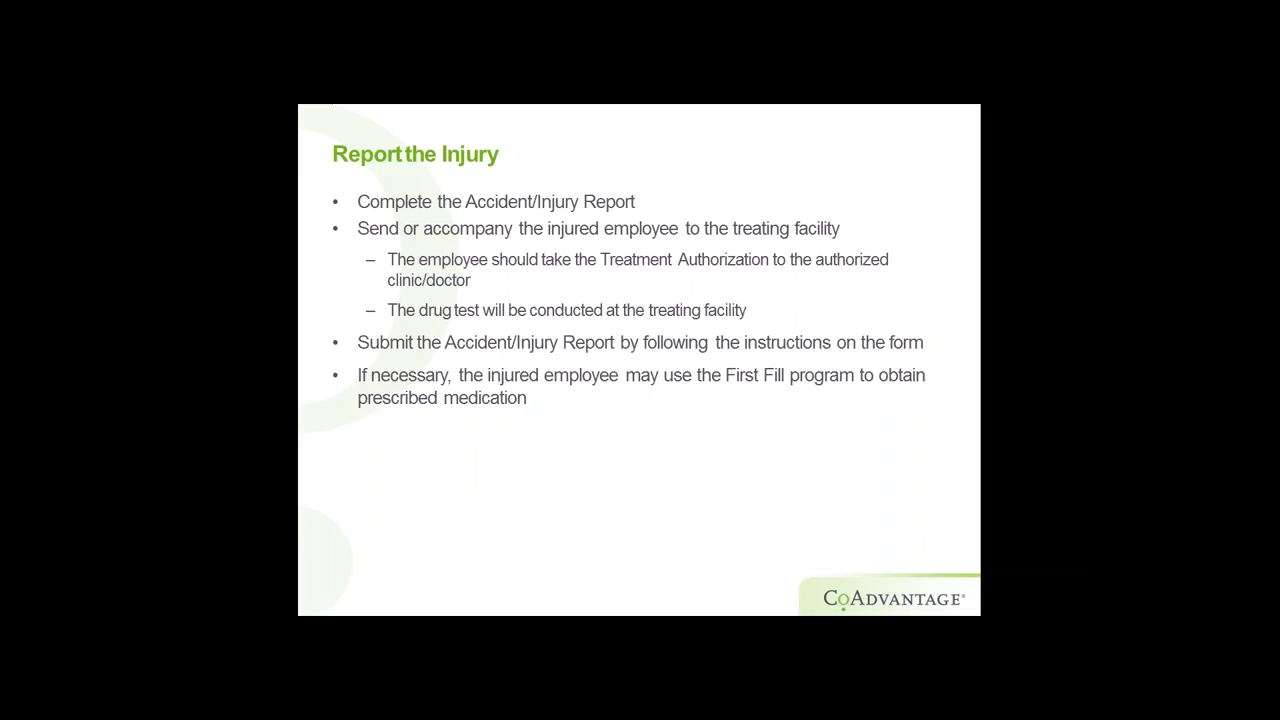 Report the Injury
• Complete the Accident/Injury Report
• Send or accompany the injured employee to the treating facility
– The employee should take the Treatment Authorization to the authorized
clinic/doctor
– The drug test will be conducted at the treating facility
• Submit the Accident/Injury Report by following the instructions on the form
• If necessary, the injured employee may use the First Fill program to obtain
prescribed medication
CoAdvantage®